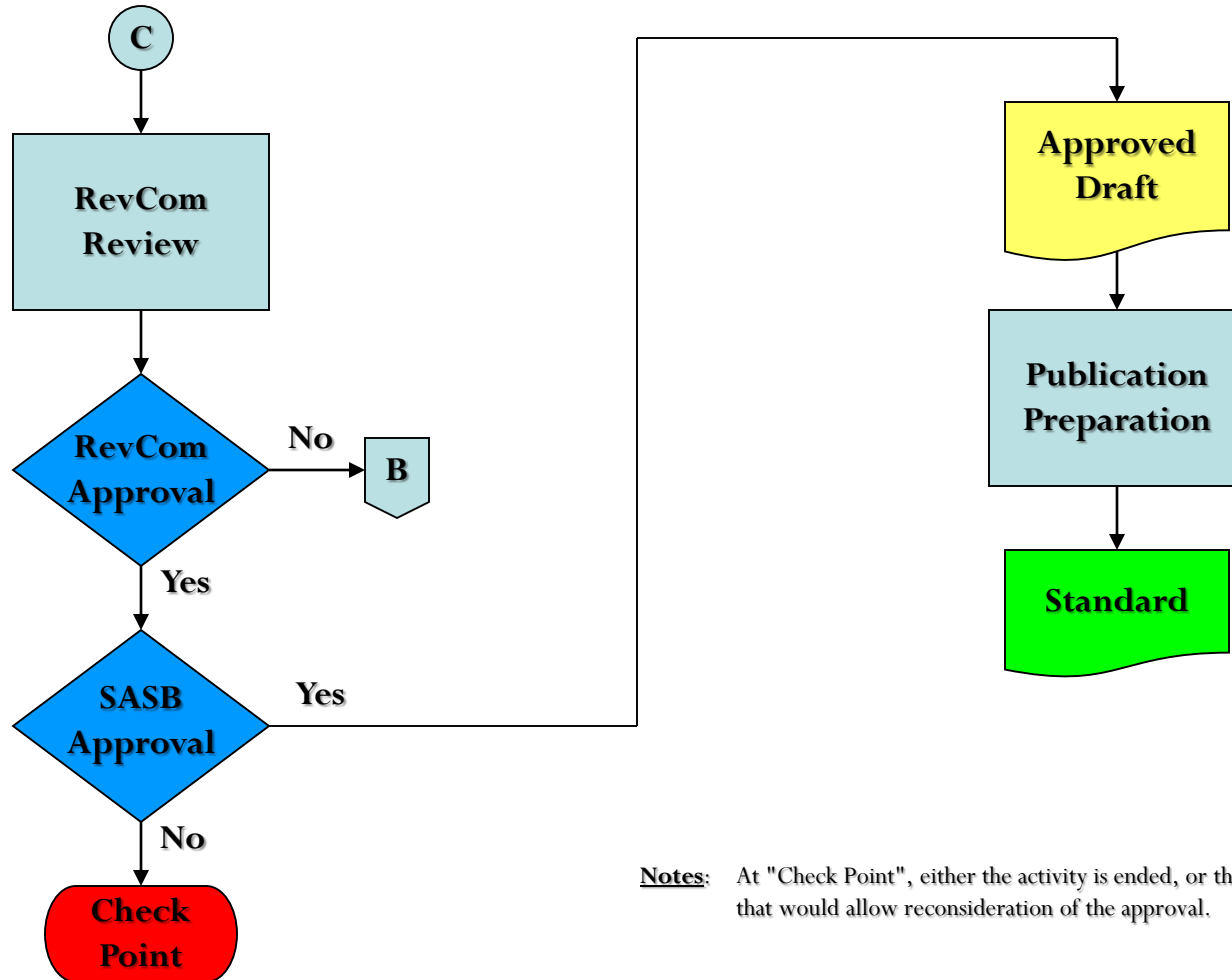 C
RevCom
Review
RevCom
Approval
No
B
Yes
SASB
Approval
Yes
No
Check
Point
Approved
Draft
Publication
Preparation
Standard
Notes: At "Check Point", either the activity is ended, or th
that would allow reconsideration of the approval.